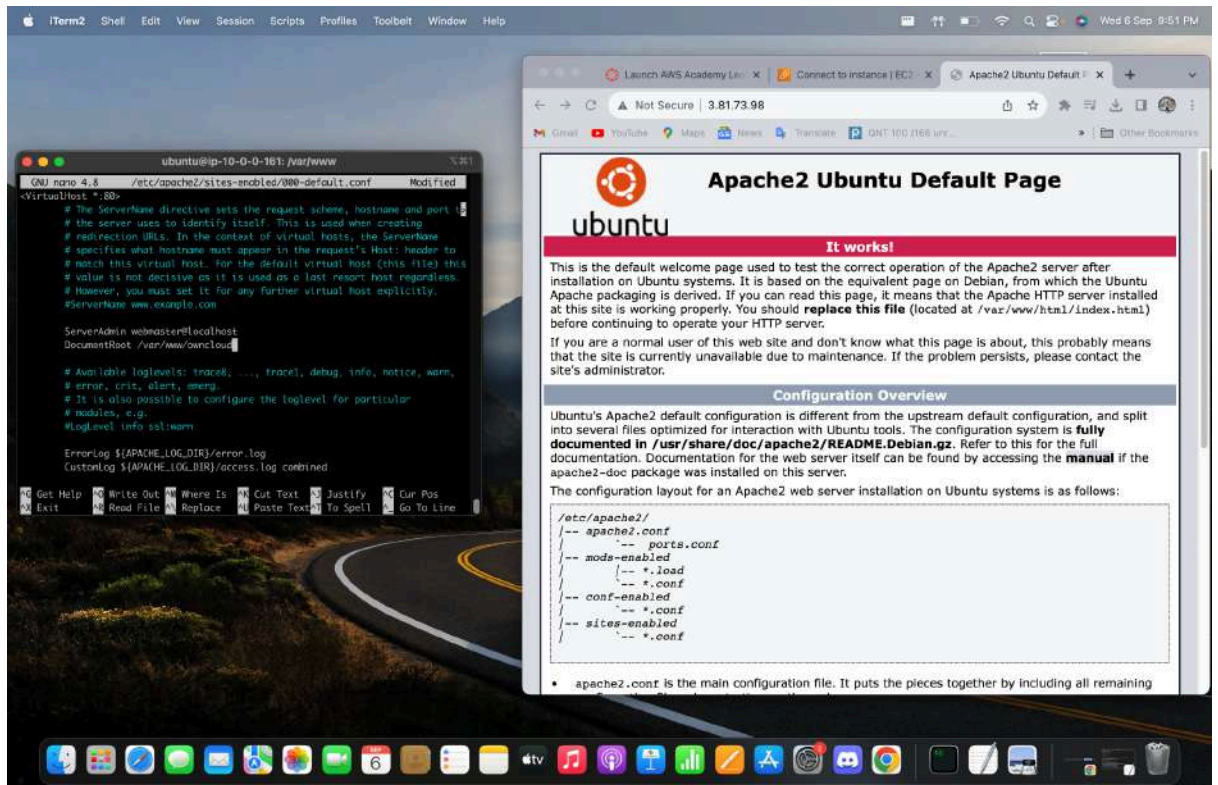 iTerm2 Shell Edit View Session Scripts Profiles Toolbelt Window Help
Wed 6 Sep 9:51 PM
ubuntu@ip-10-0-0-161: /var/www
GNU nano 4.8 /etc/apache2/sites-enabled/000-default.conf Modified
<VirtualHost *:80>
# The ServerName directive sets the request scheme, hostname and port t
# the server uses to identify itself. This is used when creating
# redirection URLs. In the context of virtual hosts, the ServerName
# specifies what hostname must appear in the request's Host: header to
# match this virtual host. For the default virtual host (this file) this
# value is not decisive as it is used as a last resort host regardless.
# However, you must set it for any further virtual host explicitly.
#ServerName www.example.com
ServerAdmin webmaster@localhost
DocumentRoot /var/www/owncloud
# Available loglevels: trace8, ..., trace1, debug, info, notice, warn,
# error, crit, alert, emerg.
# It is also possible to configure the loglevel for particular
# modules, e.g.
#LogLevel info ssl:warn
ErrorLog ${APACHE_LOG_DIR}/error.log
CustomLog ${APACHE_LOG_DIR}/access.log combined
^G Get Help ^O Write Out ^W Where Is ^K Cut Text ^J Justify ^C Cur Pos
^X Exit ^R Read File ^\ Replace ^U Paste Text ^T To Spell ^_ Go To Line
Launch AWS Academy Connect to instance | EC2 Apache2 Ubuntu Default P
Not Secure | 3.81.73.98
Gmail YouTube Maps News Translate Other Bookmarks
ubuntu
Apache2 Ubuntu Default Page
It works!
This is the default welcome page used to test the correct operation of the Apache2 server after
installation on Ubuntu systems. It is based on the equivalent page on Debian, from which the Ubuntu
Apache packaging is derived. If you can read this page, it means that the Apache HTTP server installed
at this site is working properly. You should replace this file (located at /var/www/html/index.html)
before continuing to operate your HTTP server.
If you are a normal user of this web site and don't know what this page is about, this probably means
that the site is currently unavailable due to maintenance. If the problem persists, please contact the
site's administrator.
Configuration Overview
Ubuntu's Apache2 default configuration is different from the upstream default configuration, and split
into several files optimized for interaction with Ubuntu tools. The configuration system is fully
documented in /usr/share/doc/apache2/README.Debian.gz. Refer to this for the full
documentation. Documentation for the web server itself can be found by accessing the manual if the
apache2-doc package was installed on this server.
The configuration layout for an Apache2 web server installation on Ubuntu systems is as follows:
/etc/apache2/
|-- apache2.conf
| `-- ports.conf
|-- mods-enabled
| |-- *.load
| `-- *.conf
|-- conf-enabled
| `-- *.conf
|-- sites-enabled
| `-- *.conf
• apache2.conf is the main configuration file. It puts the pieces together by including all remaining
SEP
6
tv